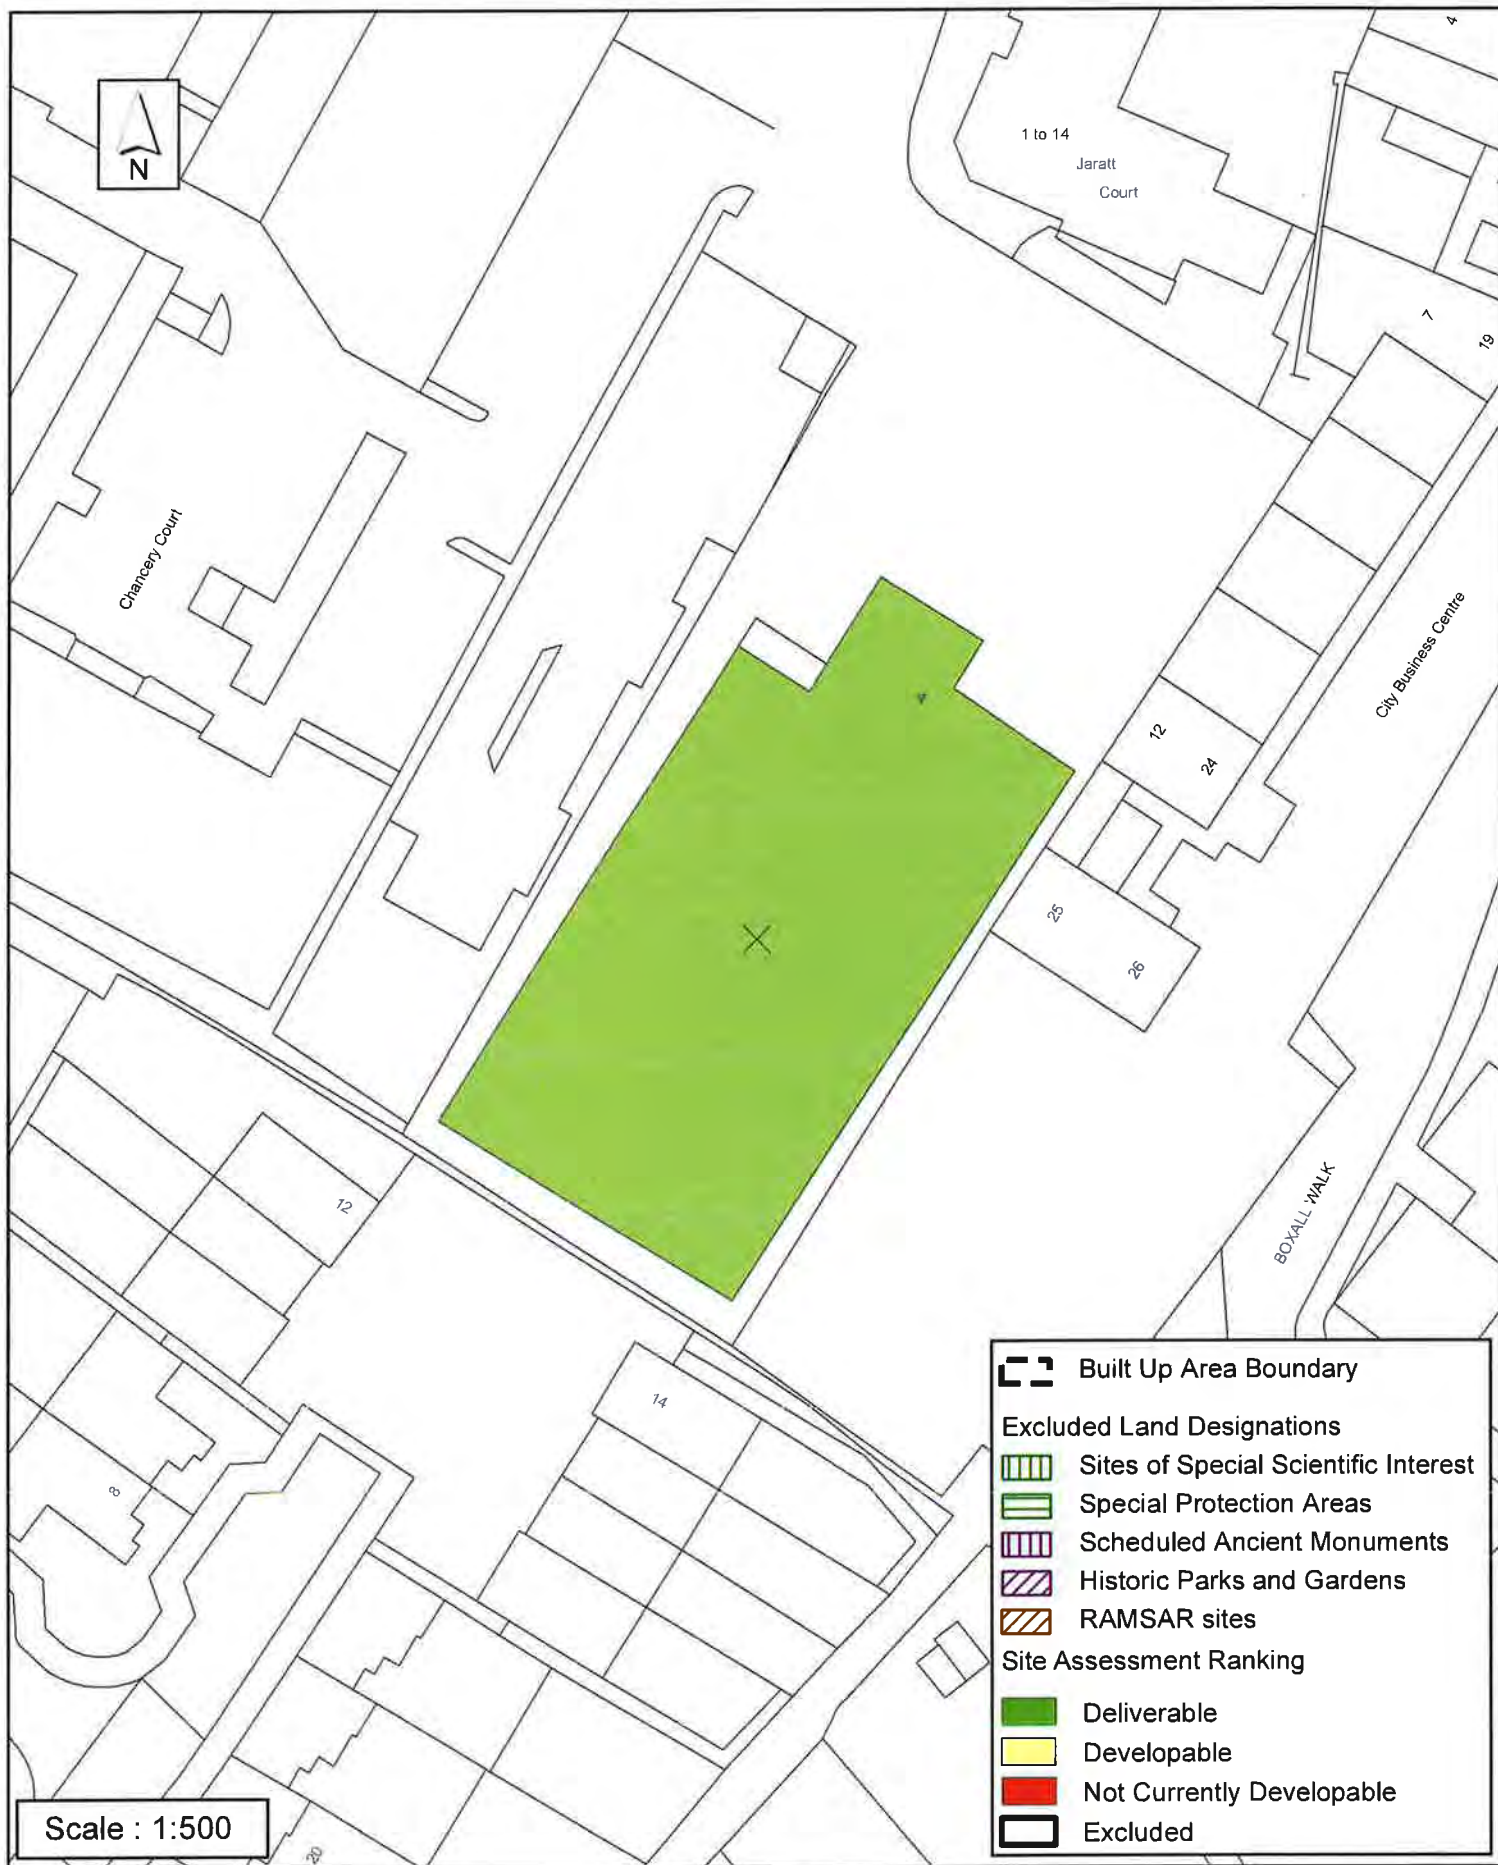 4
N
1 to 14
Jaratt
Court
7
19
Chancery Court
City Business Centre
4
12
24
25
26
12
BOXALL WALK
14
8
20
Built Up Area Boundary
Excluded Land Designations
Sites of Special Scientific Interest
Special Protection Areas
Scheduled Ancient Monuments
Historic Parks and Gardens
RAMSAR sites
Site Assessment Ranking
Deliverable
Developable
Not Currently Developable
Excluded
Scale : 1:500